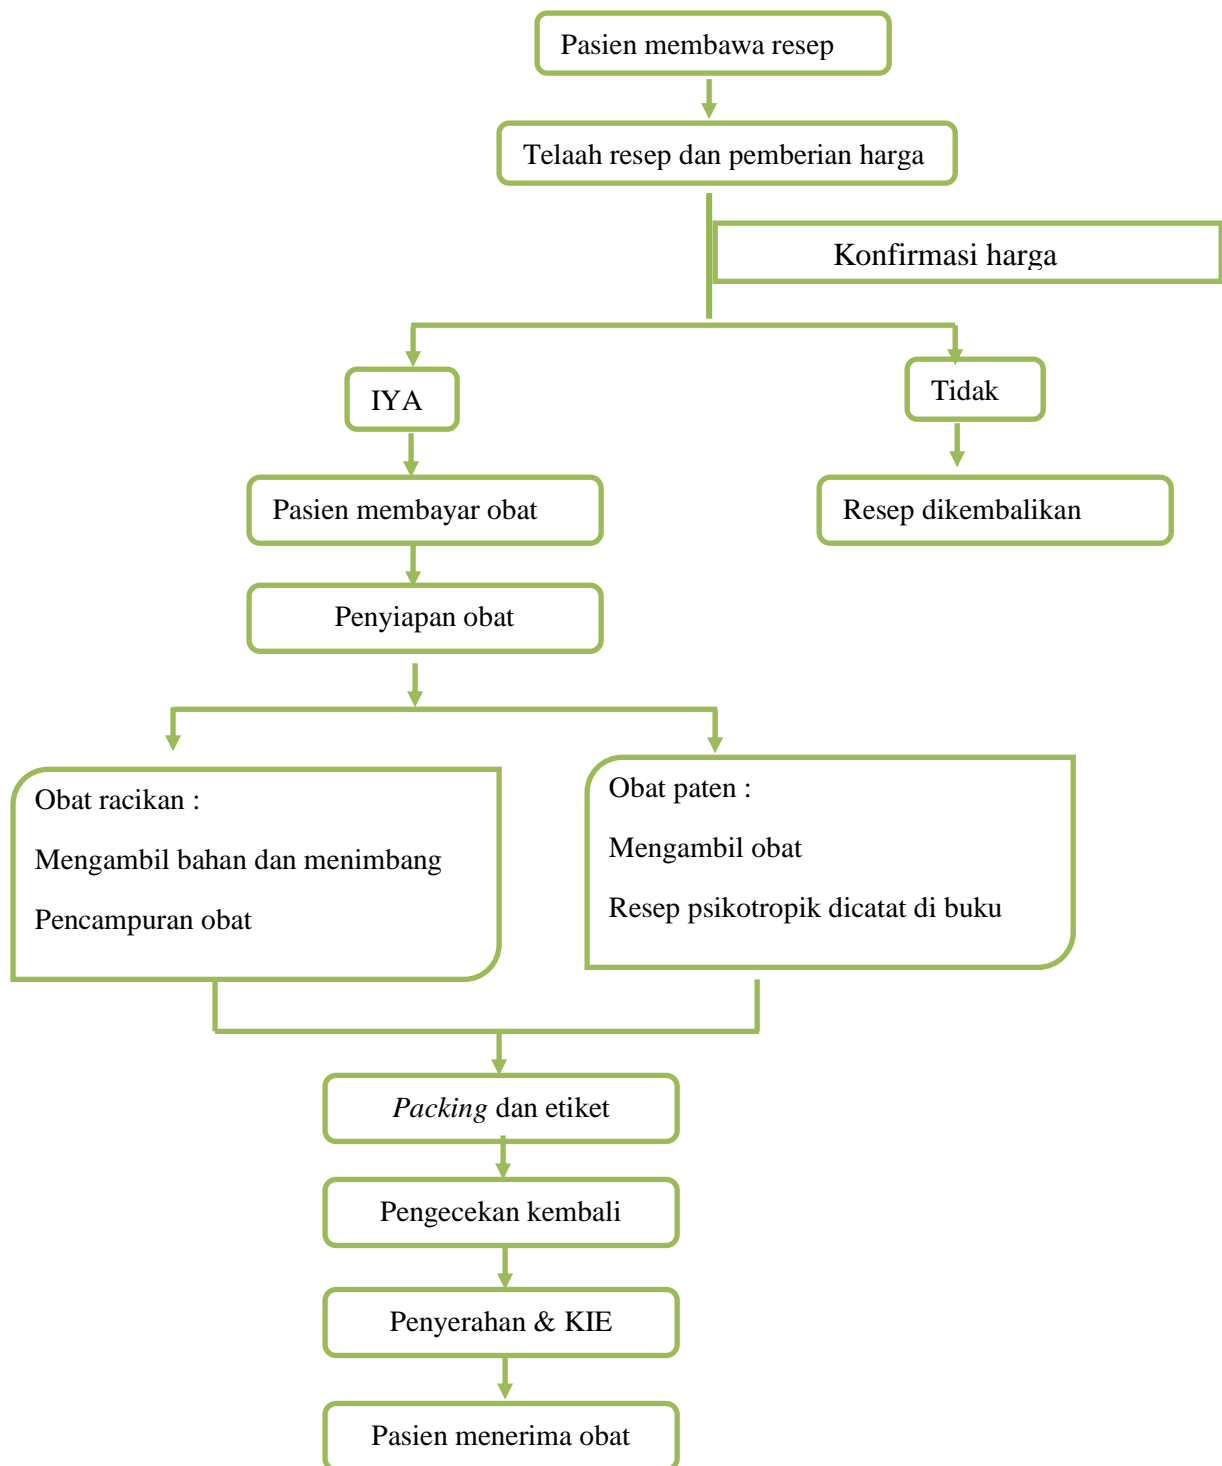 Pasien membawa resep
Telaah resep dan pemberian harga
Konfirmasi harga
IYA
Tidak
Pasien membayar obat
Resep dikembalikan
Penyiapan obat
Obat racikan :
Mengambil bahan dan menimbang
Pencampuran obat
Obat paten :
Mengambil obat
Resep psikotropik dicatat di buku
Packing dan etiket
Pengecekan kembali
Penyerahan & KIE
Pasien menerima obat